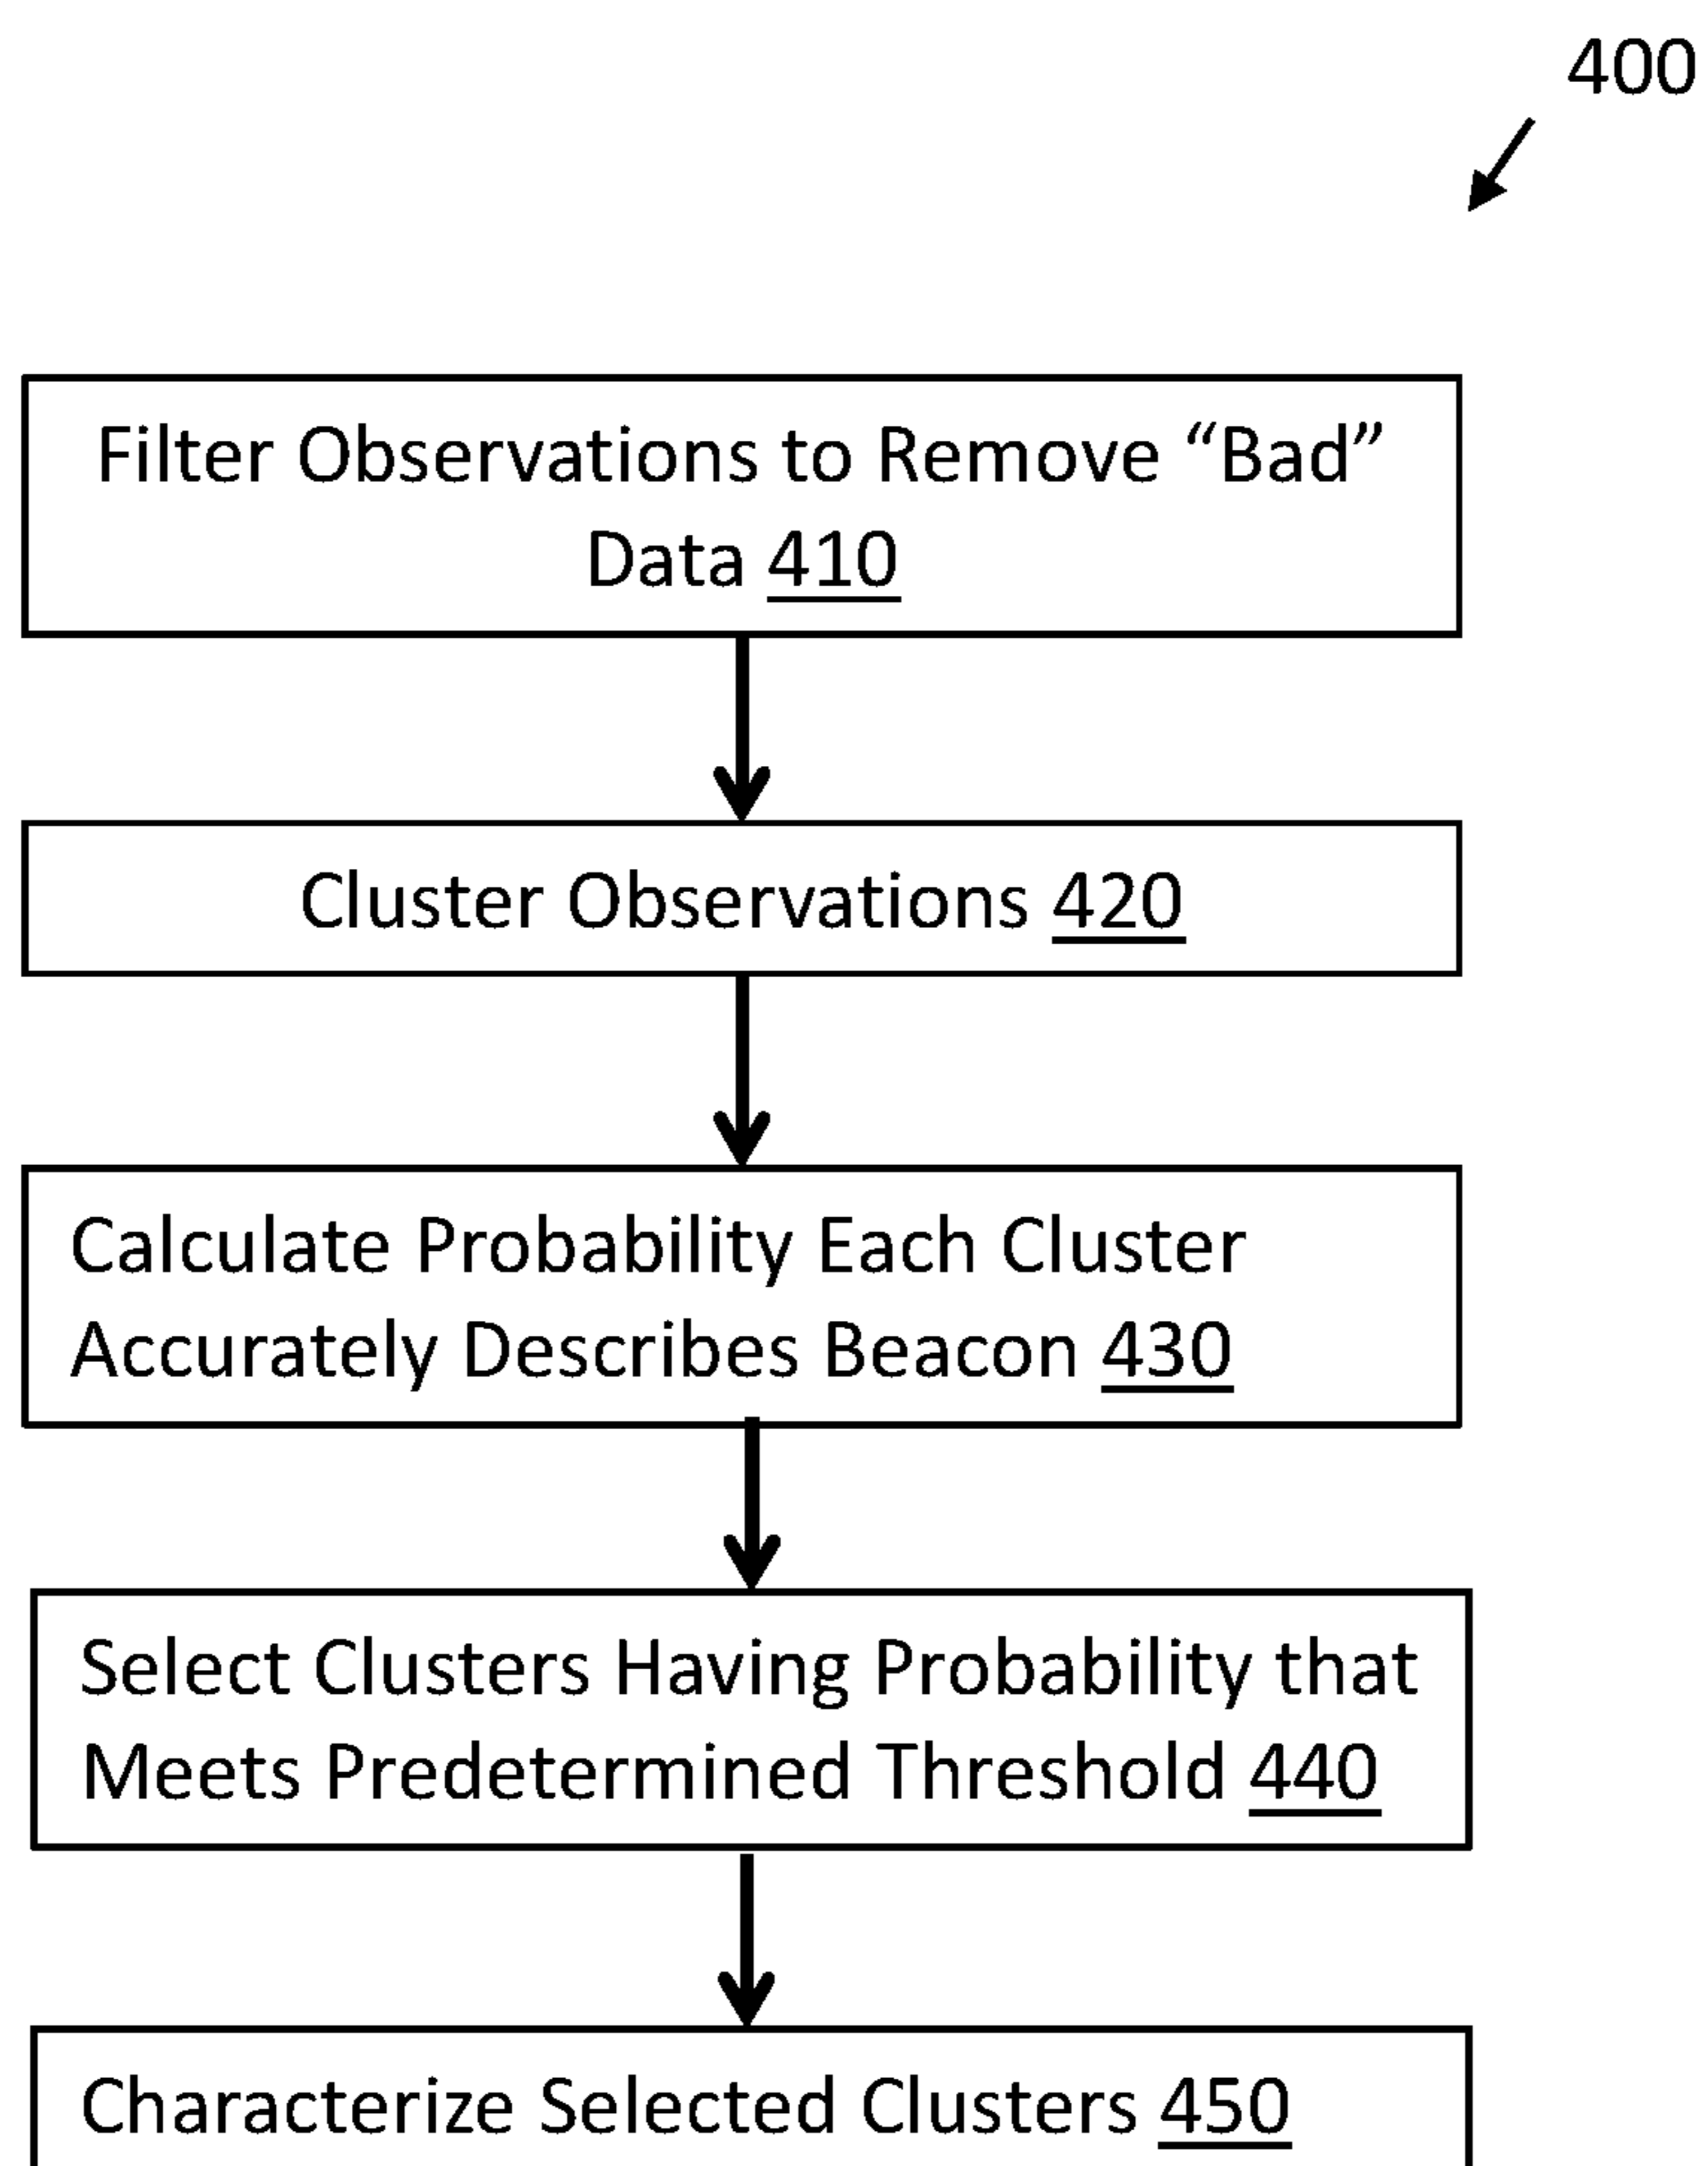 400
Filter Observations to Remove “Bad”
Data 410
Cluster Observations 420
Calculate Probability Each Cluster
Accurately Describes Beacon 430
Select Clusters Having Probability that
Meets Predetermined Threshold 440
Characterize Selected Clusters 450